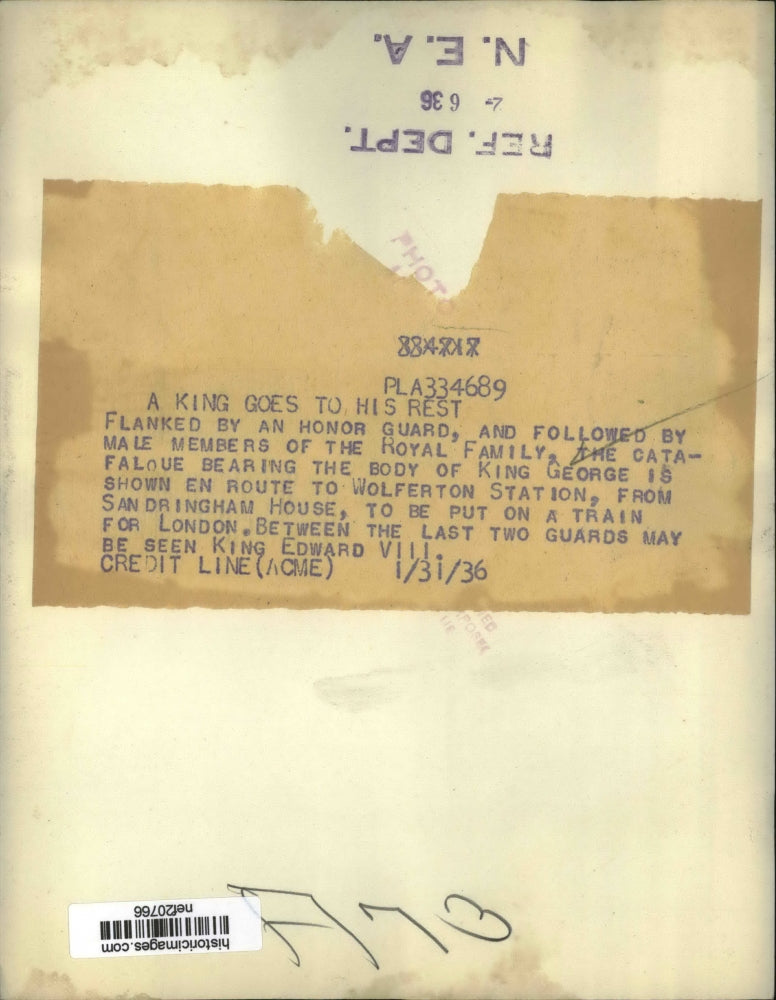 N.E.A.
2- 6 36
REF. DEPT.
PHOTO
PLA334689
A KING GOES TO HIS REST
FLANKED BY AN HONOR GUARD, AND FOLLOWED BY
MALE MEMBERS OF THE ROYAL FAMILY, THE CATA-
FALQUE BEARING THE BODY OF KING GEORGE IS
SHOWN EN ROUTE TO WOLFERTON STATION, FROM
SANDRINGHAM HOUSE, TO BE PUT ON A TRAIN
FOR LONDON. BETWEEN THE LAST TWO GUARDS MAY
BE SEEN KING EDWARD VIII.
CREDIT LINE (ACME) 1/31/36
historicimages.com
nef20766